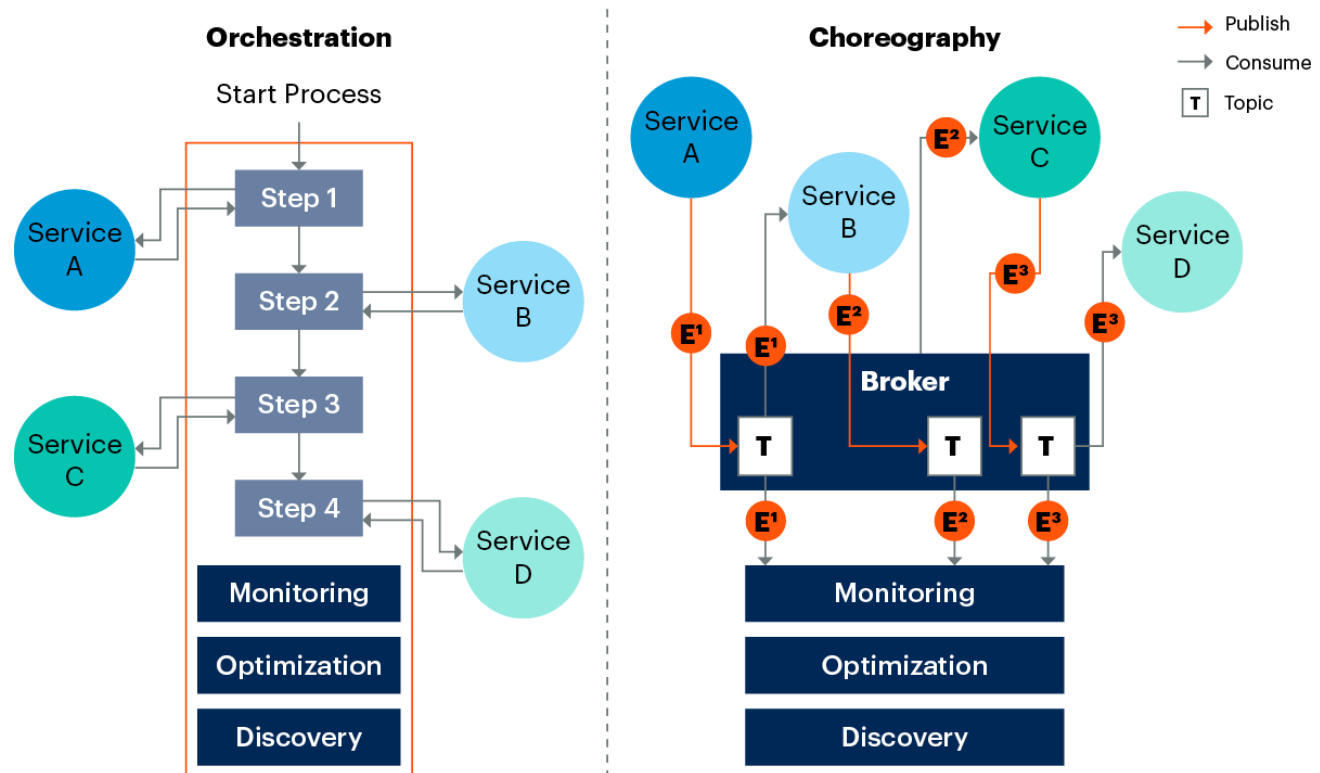 Orchestration
Start Process
Step 1
Service
A
Step 2
Service
B
Step 3
Service
C
Step 4
Service
D
Monitoring
Optimization
Discovery
Choreography
Publish
Consume
T Topic
Service
A
Service
B
E²
Service
C
Service
D
E¹
E¹
E²
E³
E³
Broker
T
T
T
E¹
E²
E³
Monitoring
Optimization
Discovery